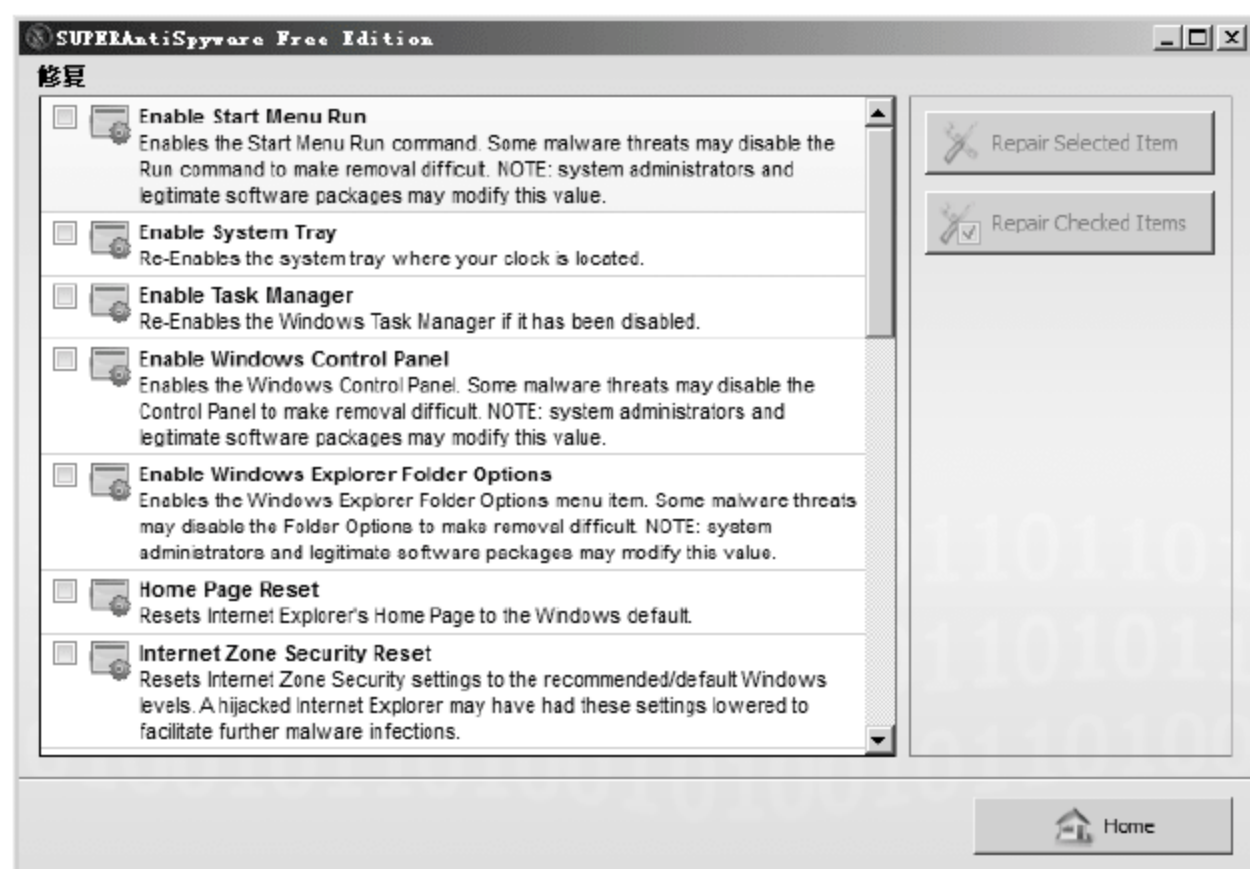 SUPERAntiSpyware Free Edition
修复
Enable Start Menu Run
Enables the Start Menu Run command. Some malware threats may disable the
Run command to make removal difficult. NOTE: system administrators and
legitimate software packages may modify this value.
Enable System Tray
Re-Enables the system tray where your clock is located.
Enable Task Manager
Re-Enables the Windows Task Manager if it has been disabled.
Enable Windows Control Panel
Enables the Windows Control Panel. Some malware threats may disable the
Control Panel to make removal difficult. NOTE: system administrators and
legitimate software packages may modify this value.
Enable Windows Explorer Folder Options
Enables the Windows Explorer Folder Options menu item. Some malware threats
may disable the Folder Options to make removal difficult. NOTE: system
administrators and legitimate software packages may modify this value.
Home Page Reset
Resets Internet Explorer's Home Page to the Windows default.
Internet Zone Security Reset
Resets Internet Zone Security settings to the recommended/default Windows
levels. A hijacked Internet Explorer may have had these settings lowered to
facilitate further malware infections.
Repair Selected Item
Repair Checked Items
Home